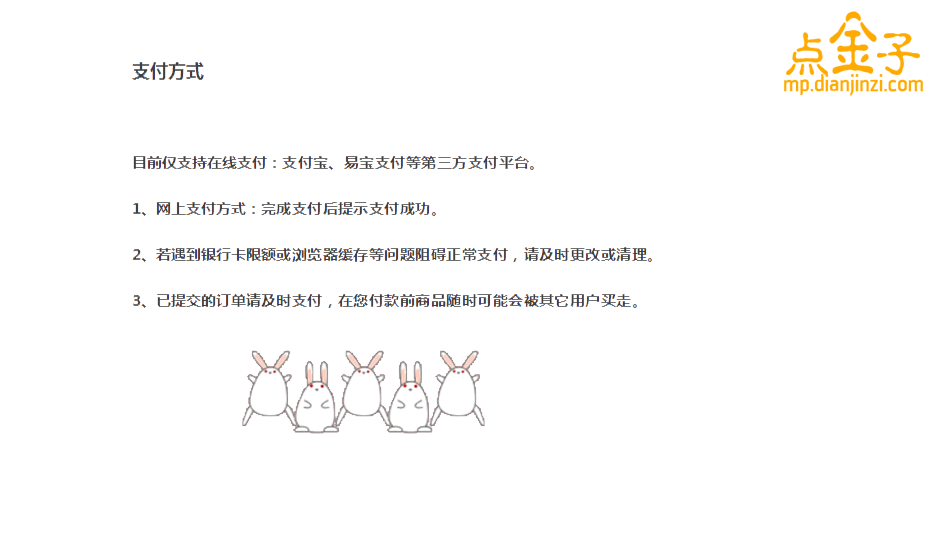 点金子
mp.dianjinzi.com
支付方式
目前仅支持在线支付：支付宝、易宝支付等第三方支付平台。
1、网上支付方式：完成支付后提示支付成功。
2、若遇到银行卡限额或浏览器缓存等问题阻碍正常支付，请及时更改或清理。
3、已提交的订单请及时支付，在您付款前商品随时可能会被其它用户买走。